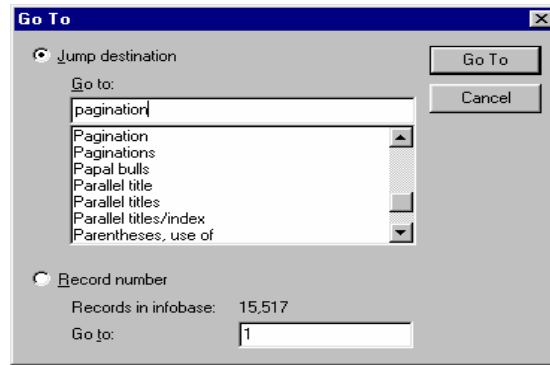 Go To
Jump destination
Go to:
pagination
Pagination
Paginations
Papal bulls
Parallel title
Parallel titles
Parallel titles/index
Parentheses, use of
Go To
Cancel
Record number
Records in infobase: 15,517
Go to: 1